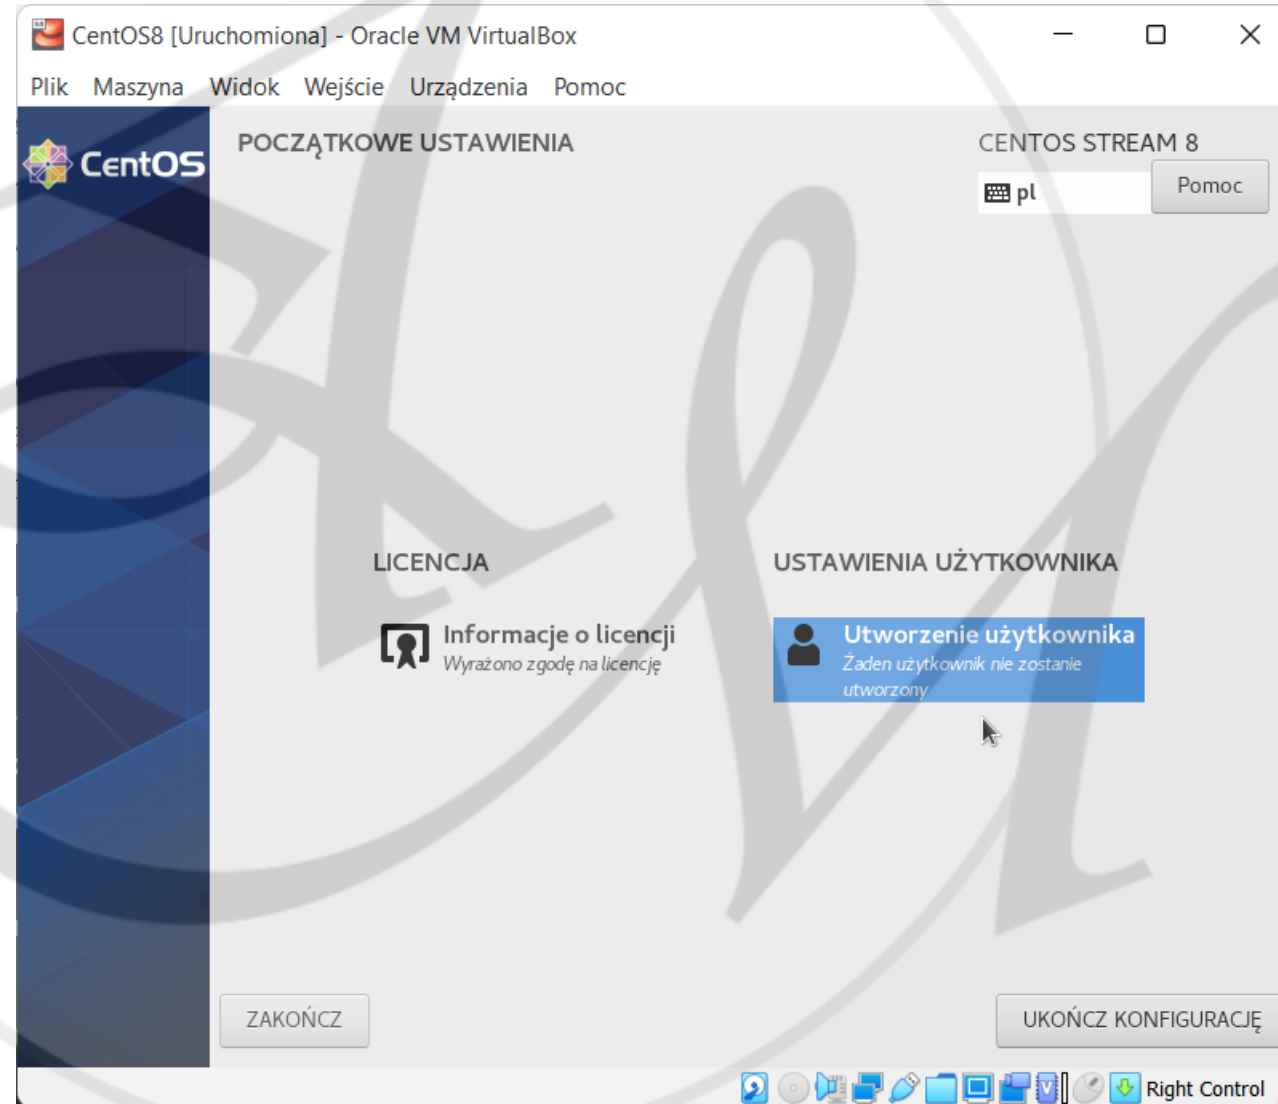 CentOS8 [Uruchomiona] - Oracle VM VirtualBox
Plik Maszyna Widok Wejście Urządzenia Pomoc
CentOS
POCZĄTKOWE USTAWIENIA
CENTOS STREAM 8
pl
Pomoc
LICENCJA
Informacje o licencji
Wyrażono zgodę na licencję
USTAWIENIA UŻYTKOWNIKA
Utworzenie użytkownika
Żaden użytkownik nie zostanie
utworzony
ZAKOŃCZ
UKOŃCZ KONFIGURACJĘ
Right Control